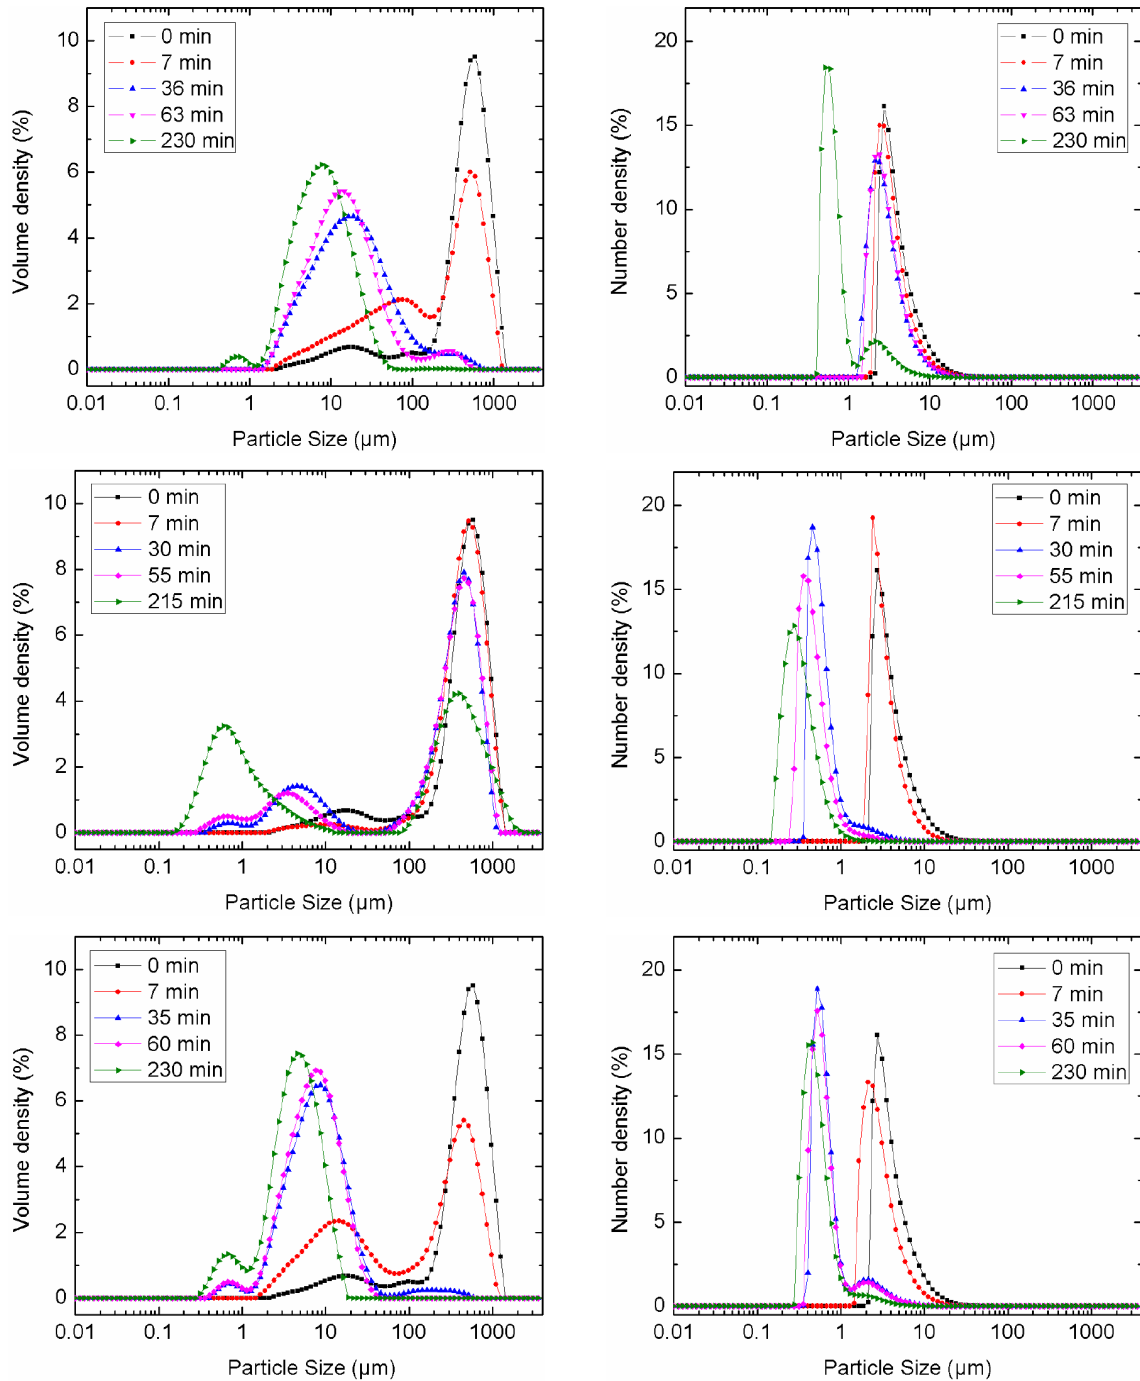 10
8
6
4
2
0
Volume density (%)
0 min
7 min
36 min
63 min
230 min
0.01 0.1 1 10 100 1000
Particle Size (µm)
20
15
10
5
0
Number density (%)
0 min
7 min
36 min
63 min
230 min
0.01 0.1 1 10 100 1000
Particle Size (µm)
10
8
6
4
2
0
Volume density (%)
0 min
7 min
30 min
55 min
215 min
0.01 0.1 1 10 100 1000
Particle Size (µm)
20
15
10
5
0
Number density (%)
0 min
7 min
30 min
55 min
215 min
0.01 0.1 1 10 100 1000
Particle Size (µm)
10
8
6
4
2
0
Volume density (%)
0 min
7 min
35 min
60 min
230 min
0.01 0.1 1 10 100 1000
Particle Size (µm)
20
15
10
5
0
Number density (%)
0 min
7 min
35 min
60 min
230 min
0.01 0.1 1 10 100 1000
Particle Size (µm)